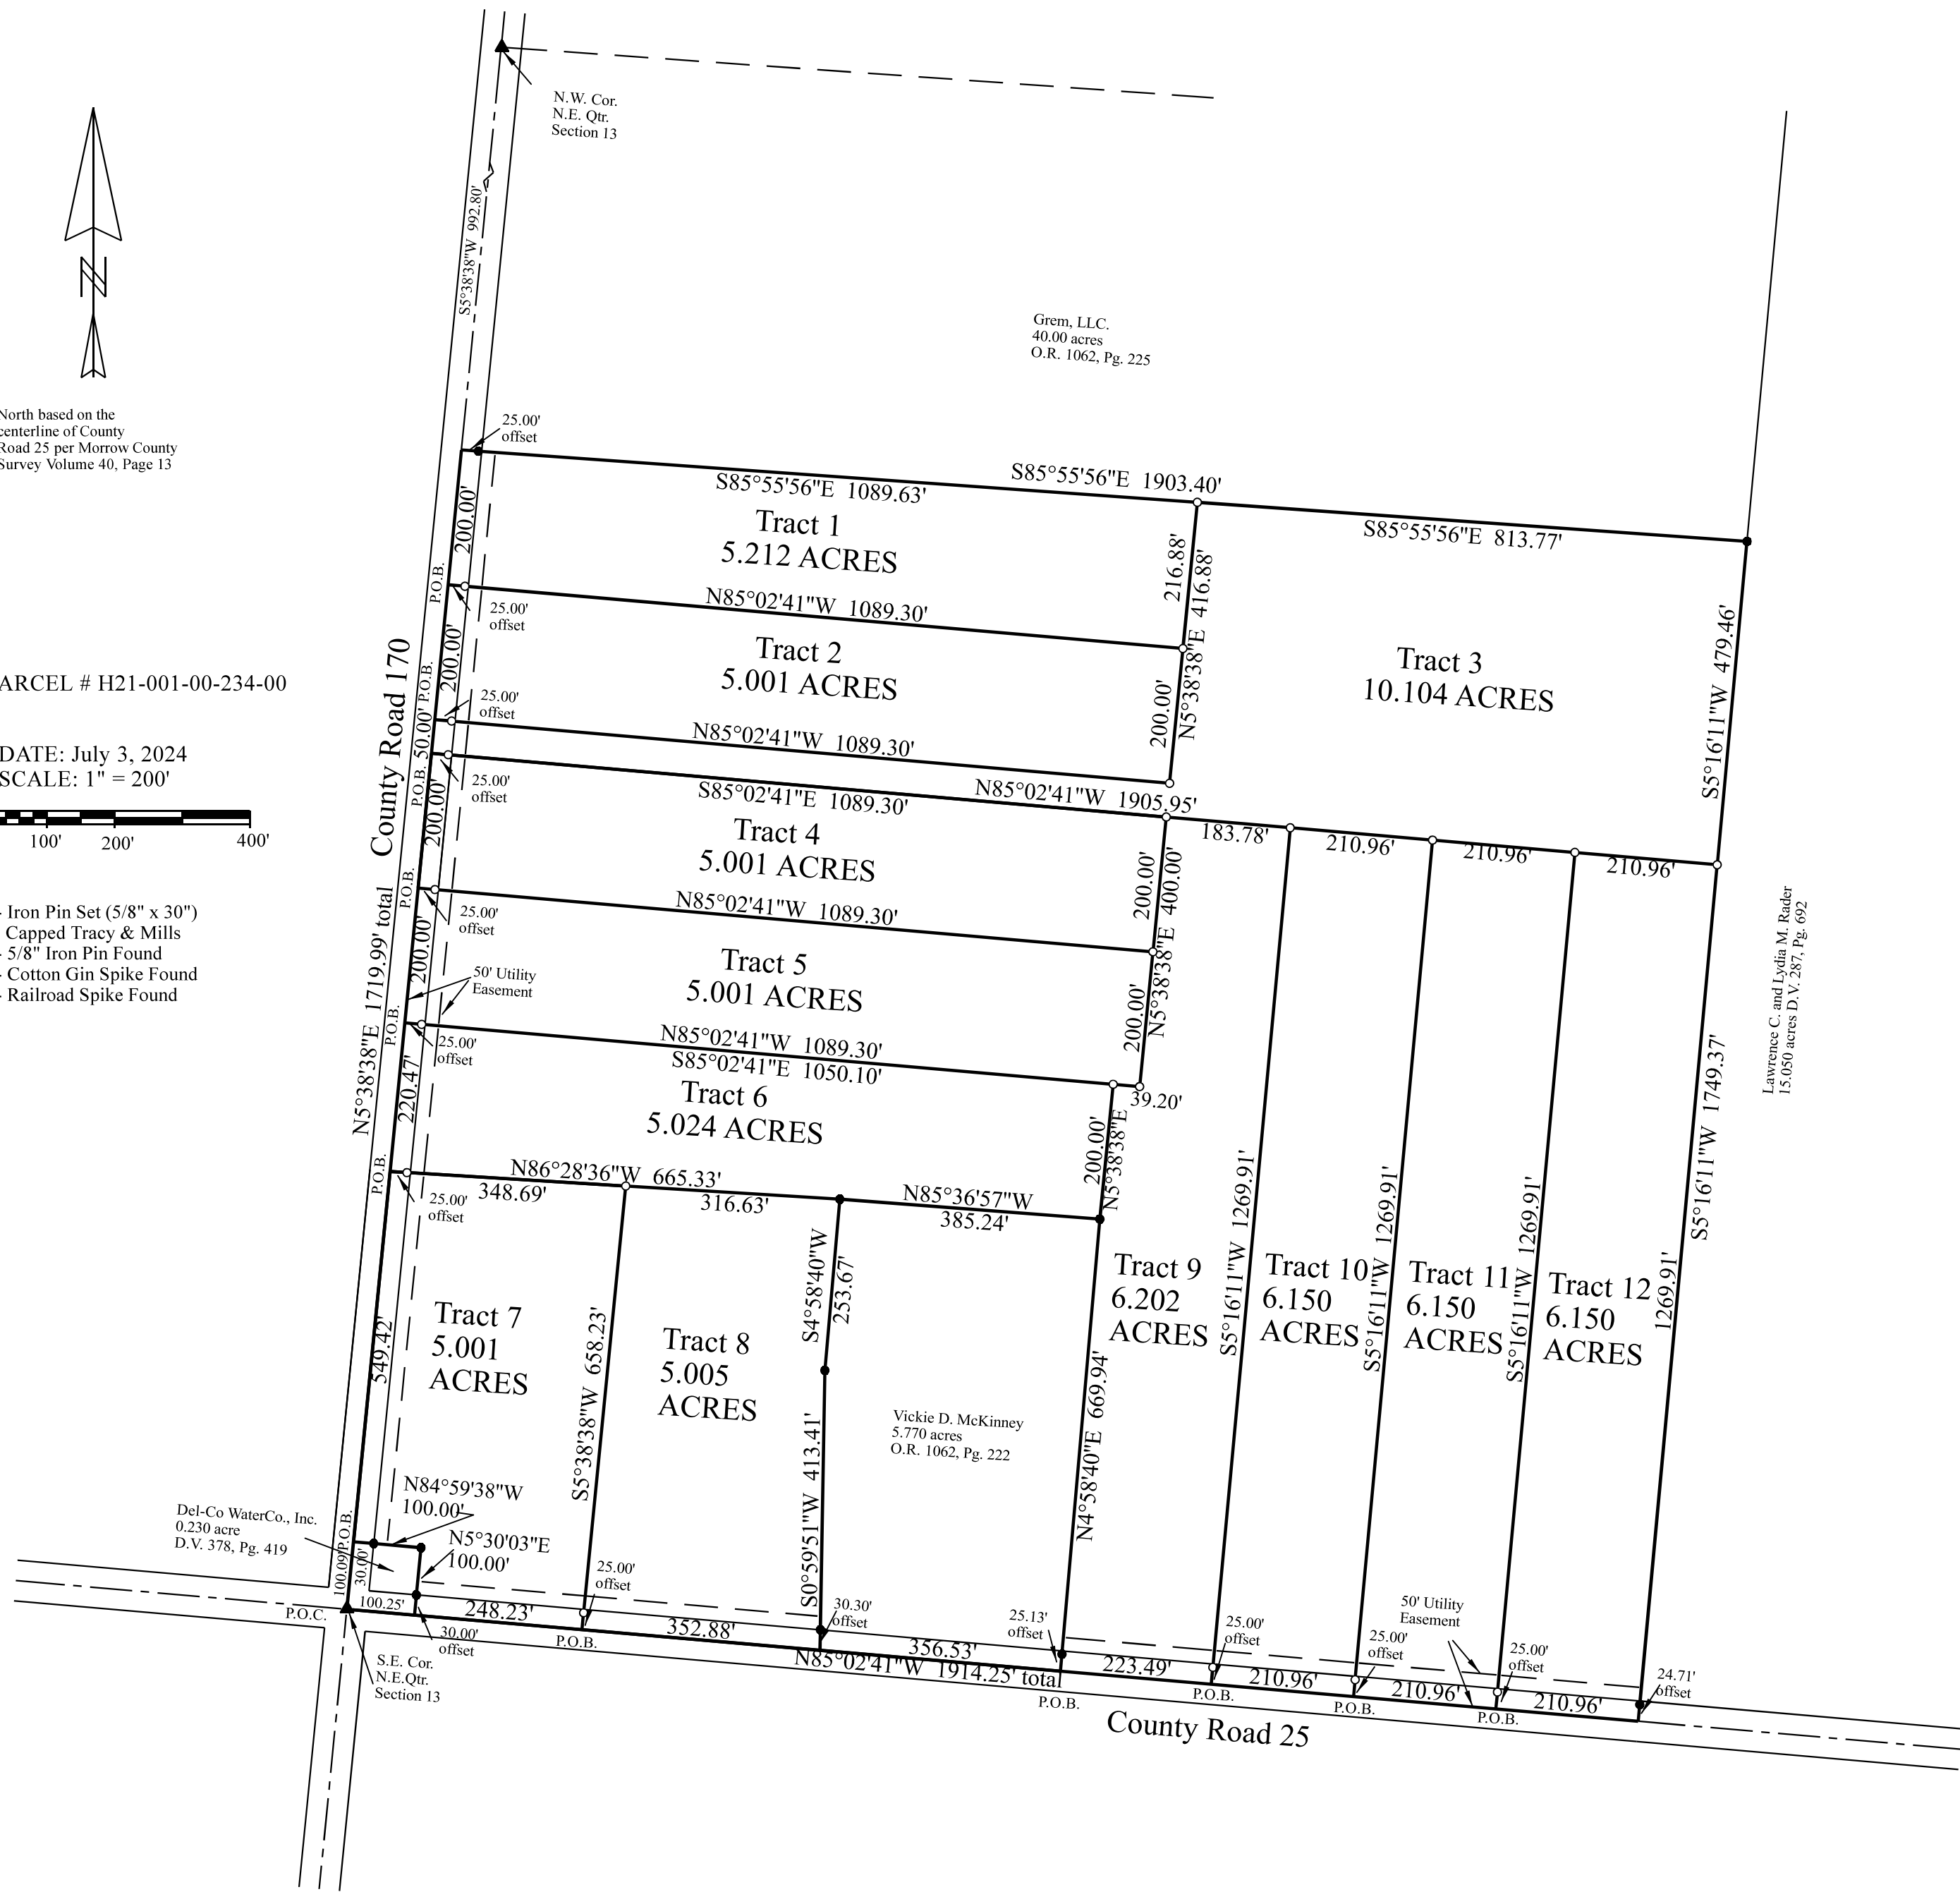 N.W. Cor.
N.E. Qtr.
Section 13
S5°38'38"W 992.80'
N
North based on the
centerline of County
Road 25 per Morrow County
Survey Volume 40, Page 13
Grem, LLC.
40.00 acres
O.R. 1062, Pg. 225
ARCEL # H21-001-00-234-00
DATE: July 3, 2024
SCALE: 1" = 200'
100'
200'
400'
- Iron Pin Set (5/8" x 30")
Capped Tracy & Mills
- 5/8" Iron Pin Found
- Cotton Gin Spike Found
- Railroad Spike Found
25.00'
offset
S85°55'56"E 1903.40'
S85°55'56"E 1089.63'
S85°55'56"E 813.77'
200.00'
Tract 1
5.212 ACRES
216.88'
N5°38'38"E 416.88'
P.O.B.
N85°02'41"W 1089.30'
25.00'
offset
200.00'
Tract 2
5.001 ACRES
200.00'
Tract 3
10.104 ACRES
S5°16'11"W 479.46'
P.O.B.
25.00'
offset
N85°02'41"W 1089.30'
50.00'
P.O.B.
25.00'
offset
County Road 170
N5°38'38"E 1719.99' total
S85°02'41"E 1089.30'
N85°02'41"W 1905.95'
183.78'
210.96'
210.96'
210.96'
200.00'
Tract 4
5.001 ACRES
200.00'
N5°38'38"E 400.00'
P.O.B.
N85°02'41"W 1089.30'
25.00'
offset
200.00'
Tract 5
5.001 ACRES
200.00'
50' Utility
Easement
P.O.B.
25.00'
offset
N85°02'41"W 1089.30'
S85°02'41"E 1050.10'
39.20'
220.47'
Tract 6
5.024 ACRES
200.00'
N5°38'38"E
P.O.B.
25.00'
offset
N86°28'36"W 665.33'
348.69'
316.63'
N85°36'57"W
385.24'
Lawrence C. and Lydia M. Rader
15.050 acres D.V. 287, Pg. 692
S5°16'11"W 1749.37'
549.42'
Tract 7
5.001
ACRES
S5°38'38"W 658.23'
Tract 8
5.005
ACRES
S4°58'40"W
253.67'
S0°59'51"W 413.41'
Vickie D. McKinney
5.770 acres
O.R. 1062, Pg. 222
N4°58'40"E 669.94'
Tract 9
6.202
ACRES
S5°16'11"W 1269.91'
Tract 10
6.150
ACRES
S5°16'11"W 1269.91'
Tract 11
6.150
ACRES
S5°16'11"W 1269.91'
Tract 12
6.150
ACRES
1269.91'
N84°59'38"W
100.00'
N5°30'03"E
100.00'
Del-Co WaterCo., Inc.
0.230 acre
D.V. 378, Pg. 419
P.O.B.
100.09'
30.00'
100.25'
P.O.C.
30.00'
offset
S.E. Cor.
N.E.Qtr.
Section 13
248.23'
25.00'
offset
P.O.B.
352.88'
30.30'
offset
356.53'
N85°02'41"W 1914.25' total
25.13'
offset
P.O.B.
223.49'
25.00'
offset
P.O.B.
210.96'
25.00'
offset
P.O.B.
210.96'
50' Utility
Easement
25.00'
offset
P.O.B.
210.96'
24.71'
offset
County Road 25